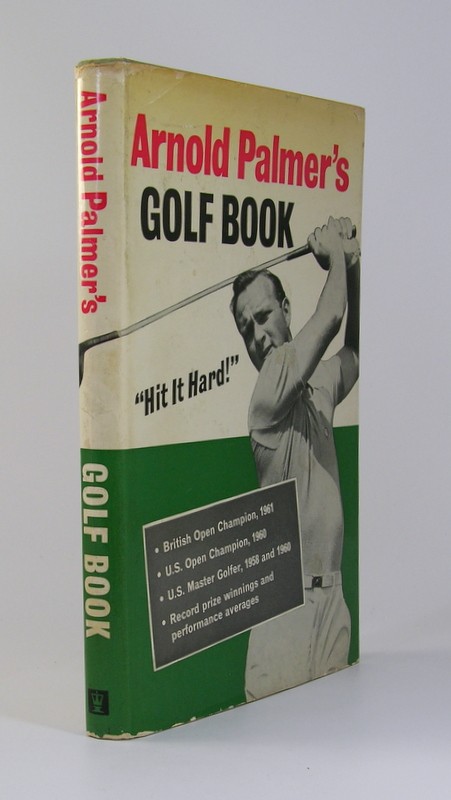 Arnold Palmer's
GOLF BOOK
Arnold Palmer's
GOLF BOOK
"Hit It Hard!"
• British Open Champion, 1961
• U.S. Open Champion, 1960
• U.S. Master Golfer, 1958 and 1960
• Record prize winnings and
performance averages